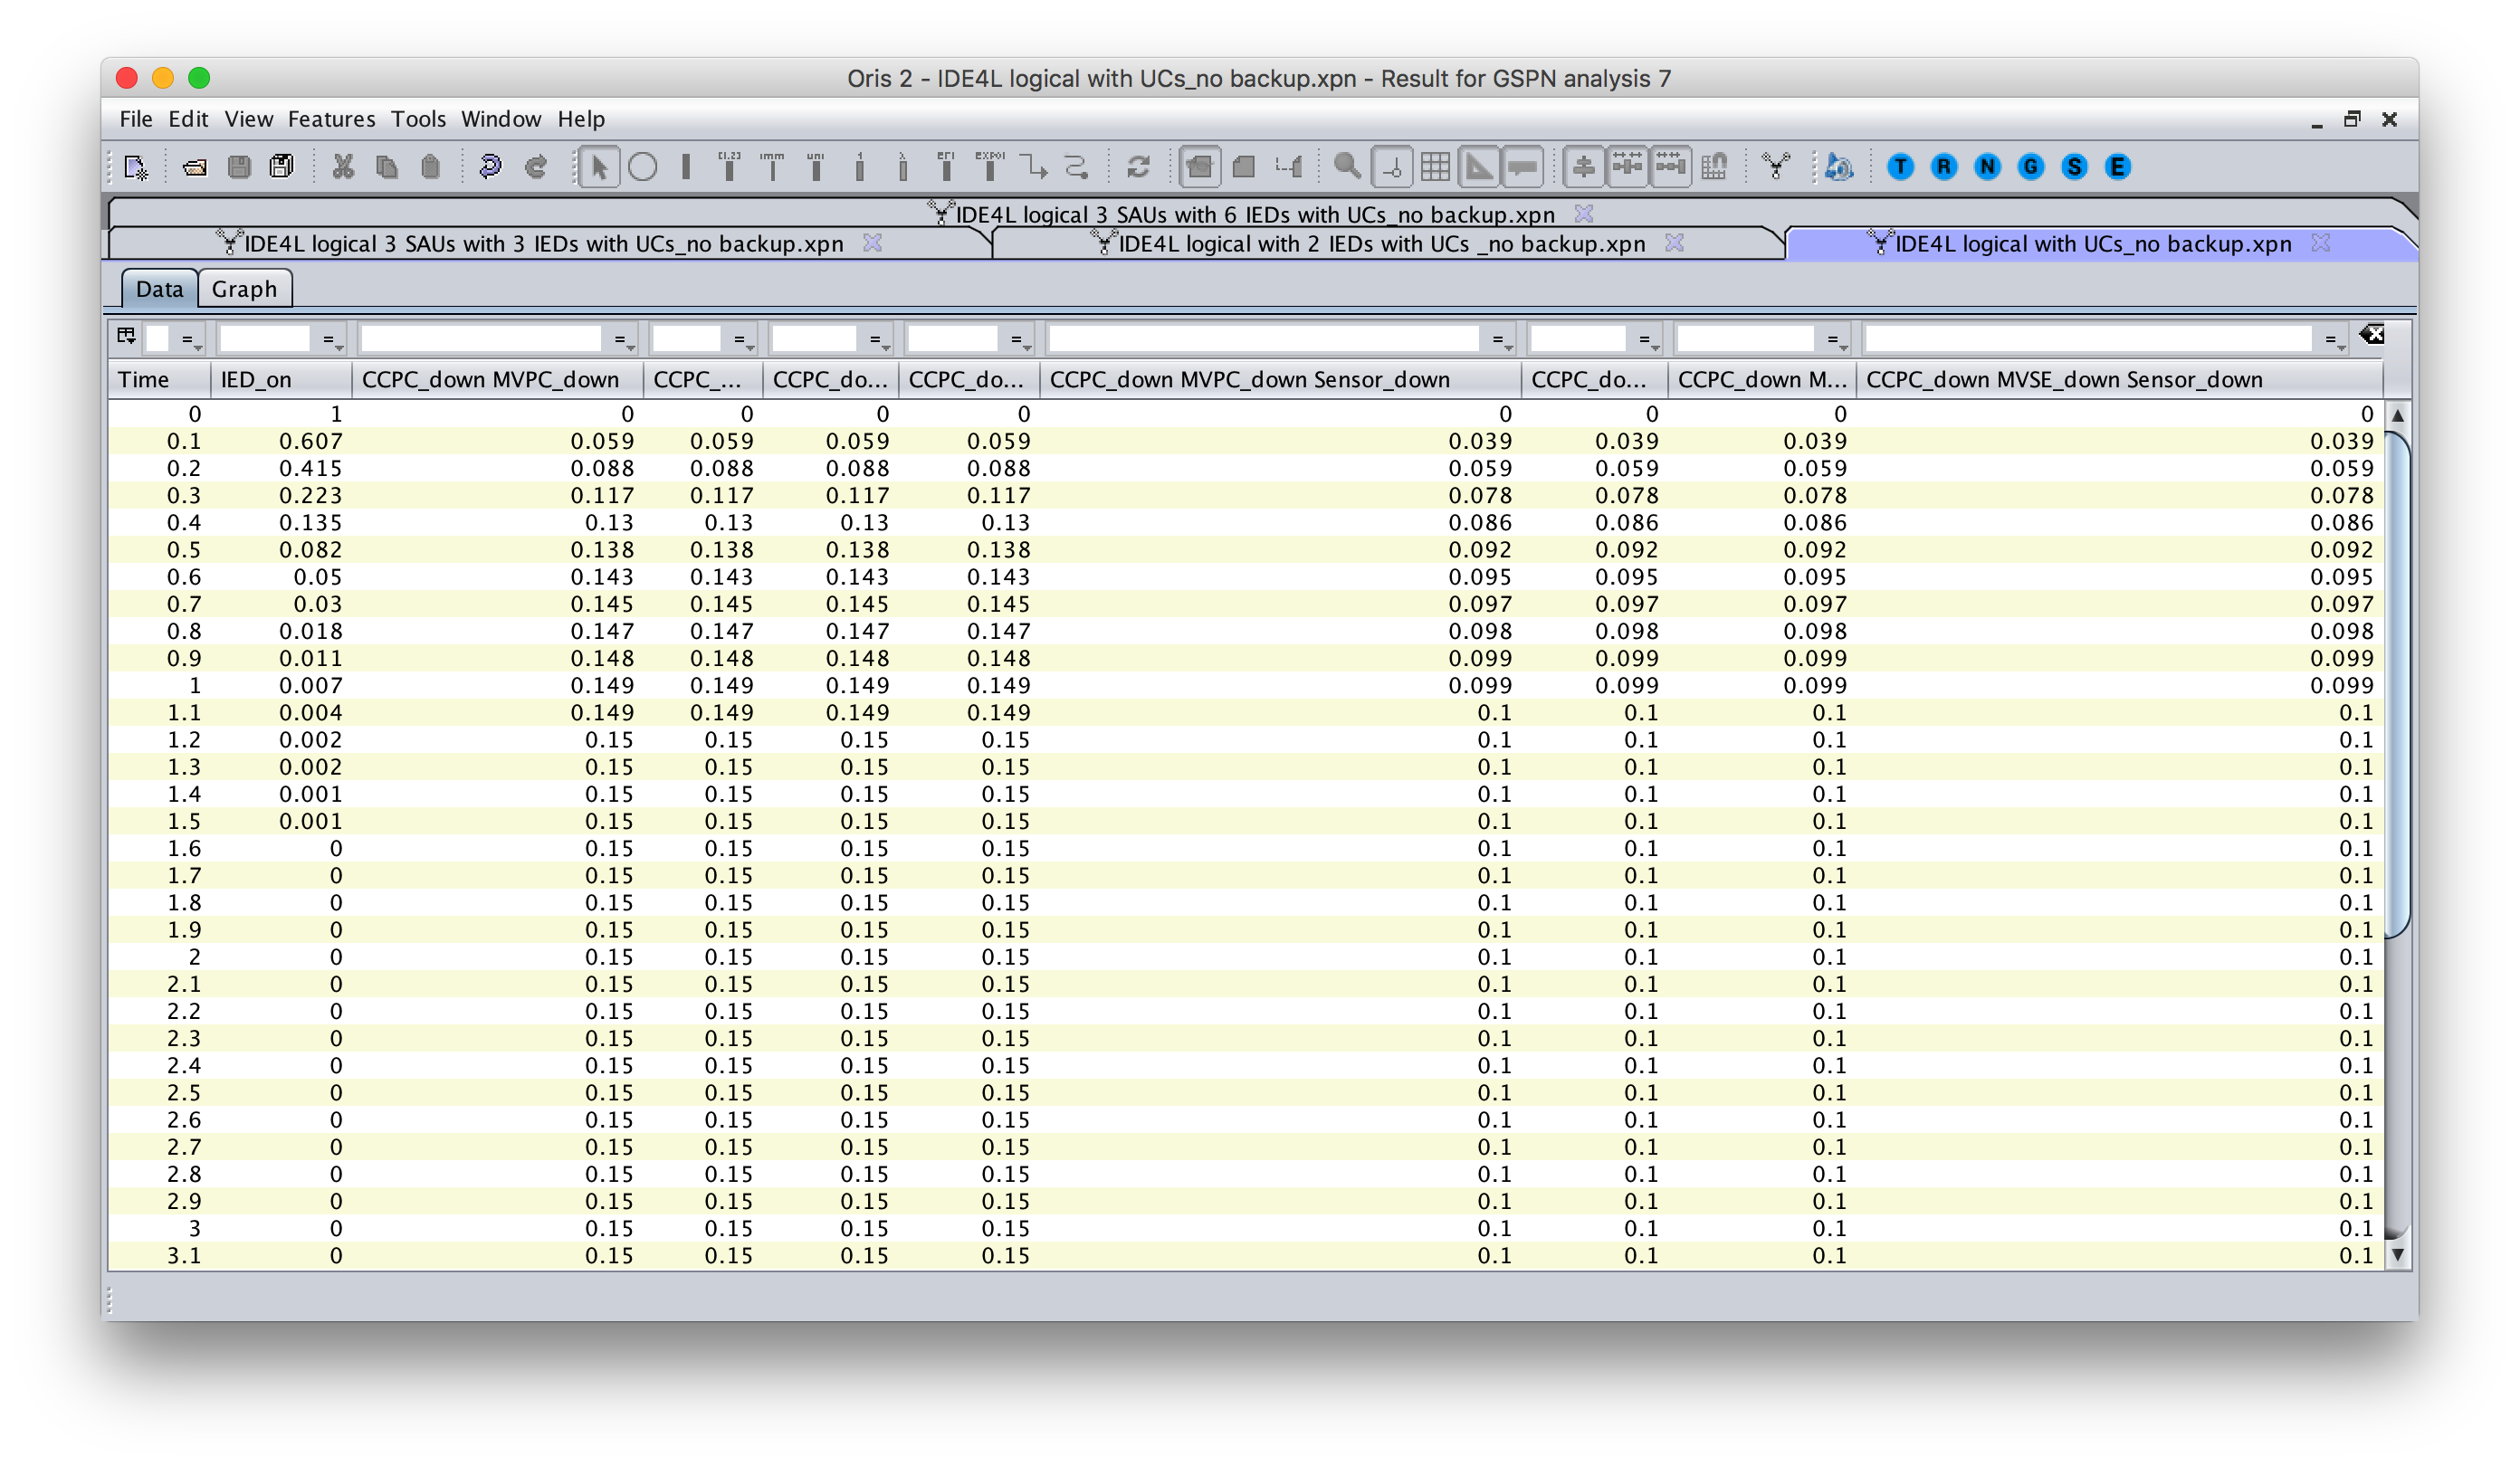 Oris 2 - IDE4L logical with UCs_no backup.xpn - Result for GSPN analysis 7
File Edit View Features Tools Window Help
[1,2] imm uni 1 λ EXPOL
T R N G S E
IDE4L logical 3 SAUs with 6 IEDs with UCs_no backup.xpn
IDE4L logical 3 SAUs with 3 IEDs with UCs_no backup.xpn IDE4L logical with 2 IEDs with UCs _no backup.xpn IDE4L logical with UCs_no backup.xpn
Data Graph
= = = = = = = = = =
Time IED_on CCPC_down MVPC_down CCPC_... CCPC_do... CCPC_do... CCPC_down MVPC_down Sensor_down CCPC_do... CCPC_down M... CCPC_down MVSE_down Sensor_down
0 1 0 0 0 0 0 0 0 0
0.1 0.607 0.059 0.059 0.059 0.059 0.039 0.039 0.039 0.039
0.2 0.415 0.088 0.088 0.088 0.088 0.059 0.059 0.059 0.059
0.3 0.223 0.117 0.117 0.117 0.117 0.078 0.078 0.078 0.078
0.4 0.135 0.13 0.13 0.13 0.13 0.086 0.086 0.086 0.086
0.5 0.082 0.138 0.138 0.138 0.138 0.092 0.092 0.092 0.092
0.6 0.05 0.143 0.143 0.143 0.143 0.095 0.095 0.095 0.095
0.7 0.03 0.145 0.145 0.145 0.145 0.097 0.097 0.097 0.097
0.8 0.018 0.147 0.147 0.147 0.147 0.098 0.098 0.098 0.098
0.9 0.011 0.148 0.148 0.148 0.148 0.099 0.099 0.099 0.099
1 0.007 0.149 0.149 0.149 0.149 0.099 0.099 0.099 0.099
1.1 0.004 0.149 0.149 0.149 0.149 0.1 0.1 0.1 0.1
1.2 0.002 0.15 0.15 0.15 0.15 0.1 0.1 0.1 0.1
1.3 0.002 0.15 0.15 0.15 0.15 0.1 0.1 0.1 0.1
1.4 0.001 0.15 0.15 0.15 0.15 0.1 0.1 0.1 0.1
1.5 0.001 0.15 0.15 0.15 0.15 0.1 0.1 0.1 0.1
1.6 0 0.15 0.15 0.15 0.15 0.1 0.1 0.1 0.1
1.7 0 0.15 0.15 0.15 0.15 0.1 0.1 0.1 0.1
1.8 0 0.15 0.15 0.15 0.15 0.1 0.1 0.1 0.1
1.9 0 0.15 0.15 0.15 0.15 0.1 0.1 0.1 0.1
2 0 0.15 0.15 0.15 0.15 0.1 0.1 0.1 0.1
2.1 0 0.15 0.15 0.15 0.15 0.1 0.1 0.1 0.1
2.2 0 0.15 0.15 0.15 0.15 0.1 0.1 0.1 0.1
2.3 0 0.15 0.15 0.15 0.15 0.1 0.1 0.1 0.1
2.4 0 0.15 0.15 0.15 0.15 0.1 0.1 0.1 0.1
2.5 0 0.15 0.15 0.15 0.15 0.1 0.1 0.1 0.1
2.6 0 0.15 0.15 0.15 0.15 0.1 0.1 0.1 0.1
2.7 0 0.15 0.15 0.15 0.15 0.1 0.1 0.1 0.1
2.8 0 0.15 0.15 0.15 0.15 0.1 0.1 0.1 0.1
2.9 0 0.15 0.15 0.15 0.15 0.1 0.1 0.1 0.1
3 0 0.15 0.15 0.15 0.15 0.1 0.1 0.1 0.1
3.1 0 0.15 0.15 0.15 0.15 0.1 0.1 0.1 0.1